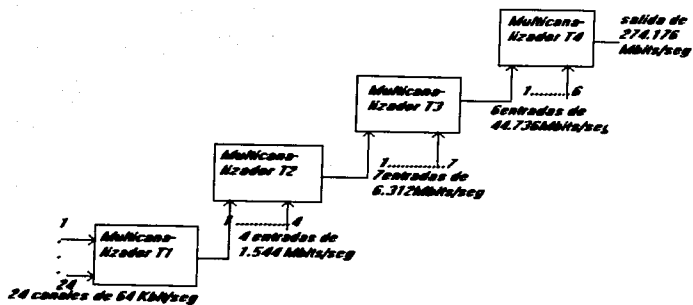 Multicana-
lizador T4
salida de
274.176
Mbits/seg
1..........6
6entradas de
44.736Mbits/seg
Multicana-
lizador T3
1..............7
7entradas de
6.312Mbits/seg
Multicana-
lizador T2
1..............4
4 entradas de
1.544 Mbits/seg
1
.
.
.
24
Multicana-
lizador T1
24 canales de 64 Kbit/seg